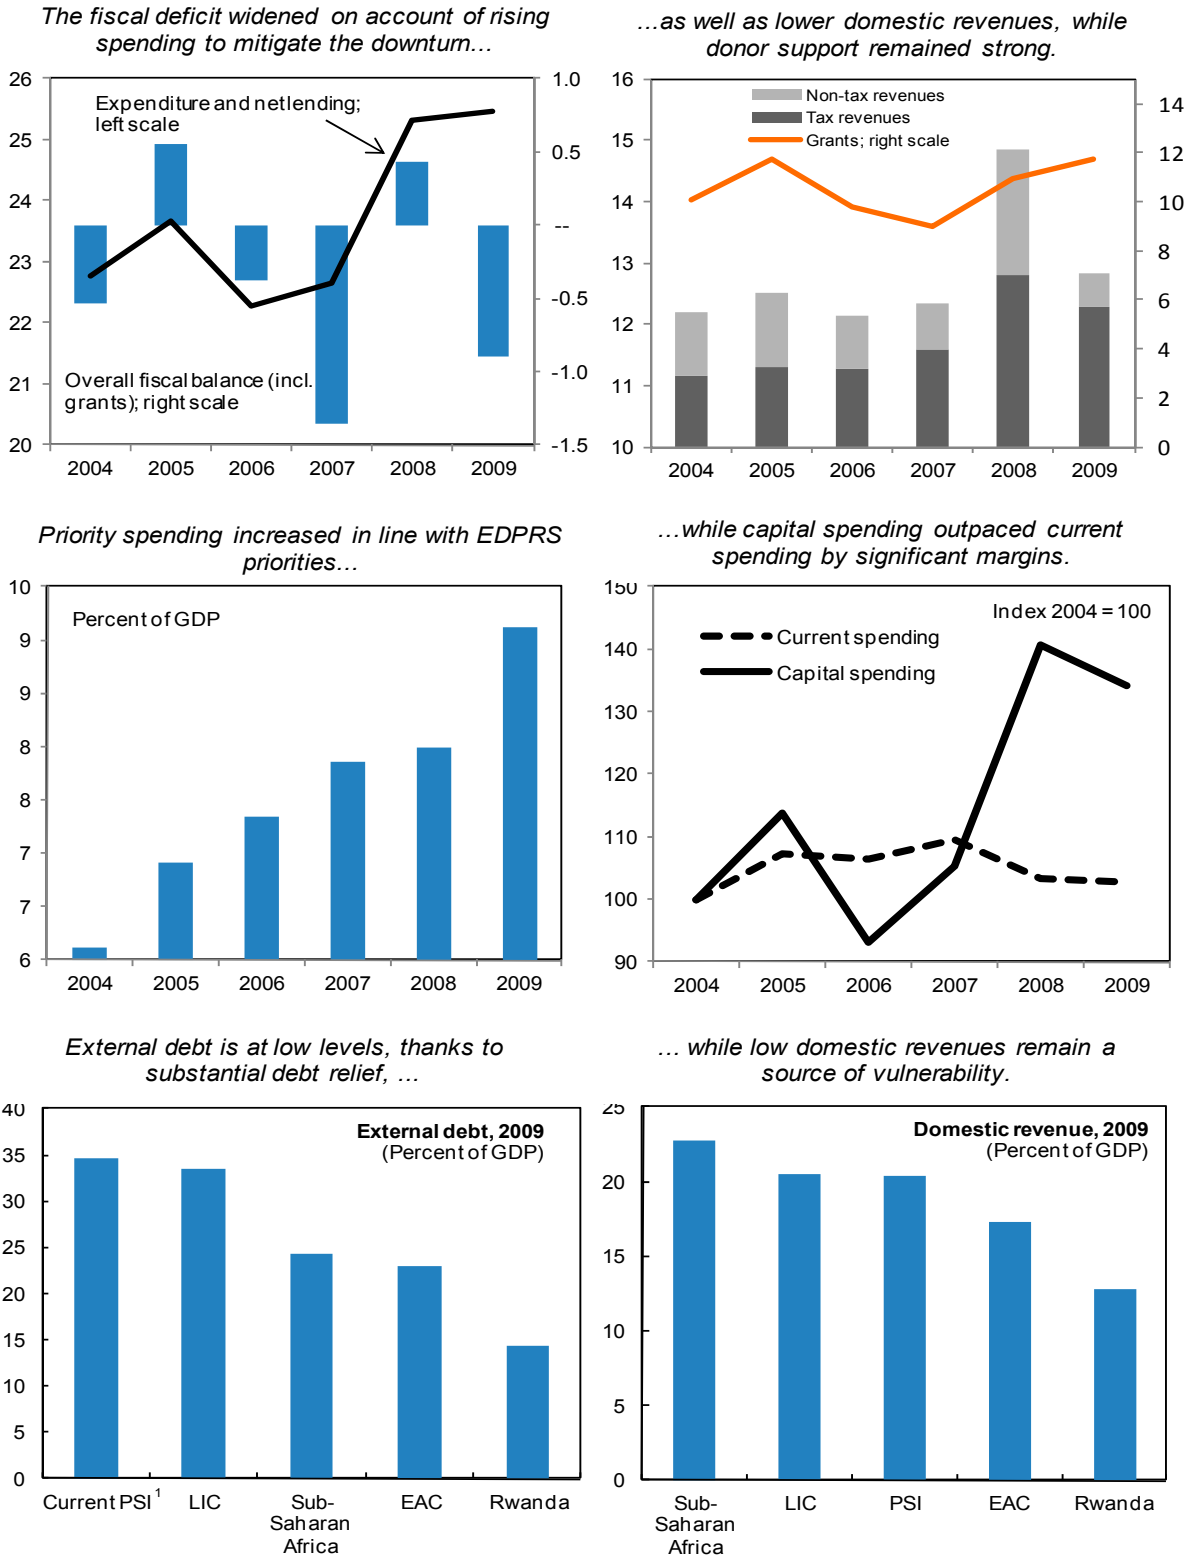 The fiscal deficit widened on account of rising
spending to mitigate the downturn…
26
25
24
23
22
21
20
1.0
0.5
--
-0.5
-1.0
-1.5
Expenditure and net lending;
left scale
Overall fiscal balance (incl.
grants); right scale
2004 2005 2006 2007 2008 2009
…as well as lower domestic revenues, while
donor support remained strong.
16
15
14
13
12
11
10
14
12
10
8
6
4
2
0
Non-tax revenues
Tax revenues
Grants; right scale
2004 2005 2006 2007 2008 2009
Priority spending increased in line with EDPRS
priorities…
10
9
9
8
8
7
7
6
Percent of GDP
2004 2005 2006 2007 2008 2009
…while capital spending outpaced current
spending by significant margins.
150
140
130
120
110
100
90
Index 2004 = 100
Current spending
Capital spending
2004 2005 2006 2007 2008 2009
External debt is at low levels, thanks to
substantial debt relief, …
40
35
30
25
20
15
10
5
0
External debt, 2009
(Percent of GDP)
Current PSI 1 LIC Sub- EAC Rwanda
Saharan
Africa
… while low domestic revenues remain a
source of vulnerability.
25
20
15
10
5
0
Domestic revenue, 2009
(Percent of GDP)
Sub- LIC PSI EAC Rwanda
Saharan
Africa